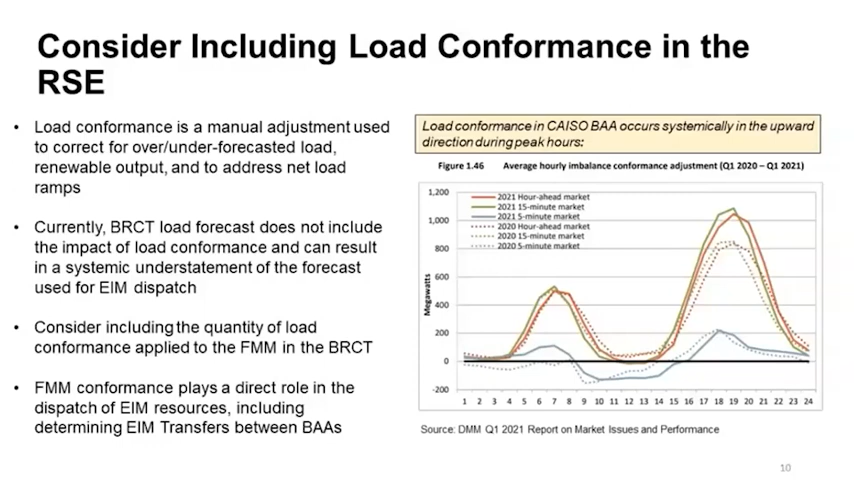 Consider Including Load Conformance in the
RSE
• Load conformance is a manual adjustment used
to correct for over/under-forecasted load,
renewable output, and to address net load
ramps
• Currently, BRCT load forecast does not include
the impact of load conformance and can result
in a systemic understatement of the forecast
used for EIM dispatch
• Consider including the quantity of load
conformance applied to the FMM in the BRCT
• FMM conformance plays a direct role in the
dispatch of EIM resources, including
determining EIM Transfers between BAAs
Load conformance in CAISO BAA occurs systemically in the upward
direction during peak hours:
Figure 1.46 Average hourly imbalance conformance adjustment (Q1 2020 – Q1 2021)
Megawatts
1,200
1,000
800
600
400
200
0
-200
2021 Hour-ahead market
2021 15-minute market
2021 5-minute market
2020 Hour-ahead market
2020 15-minute market
2020 5-minute market
1 2 3 4 5 6 7 8 9 10 11 12 13 14 15 16 17 18 19 20 21 22 23 24
Source: DMM Q1 2021 Report on Market Issues and Performance
10